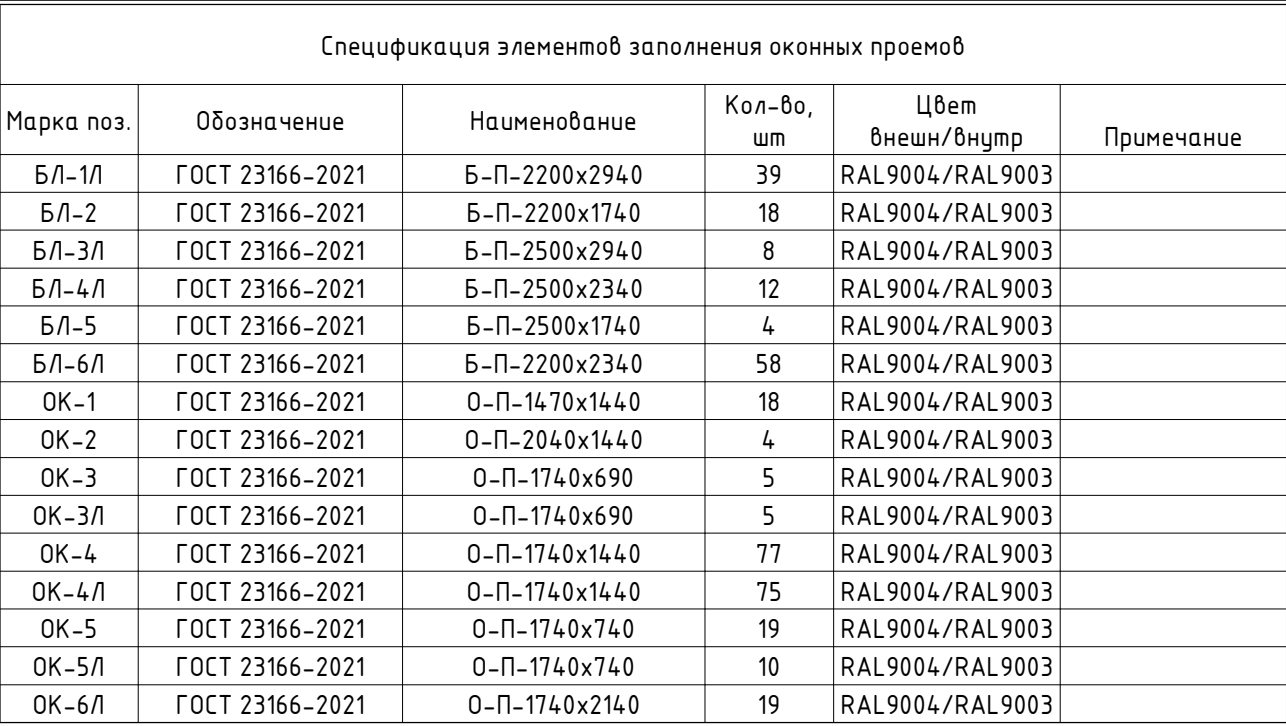 Спецификация элементов заполнения оконных проемов
Марка поз. Обозначение Наименование Кол-во, шт Цвет внешн/внутр Примечание
БЛ-1Л ГОСТ 23166-2021 Б-П-2200х2940 39 RAL9004/RAL9003
БЛ-2 ГОСТ 23166-2021 Б-П-2200х1740 18 RAL9004/RAL9003
БЛ-3Л ГОСТ 23166-2021 Б-П-2500х2940 8 RAL9004/RAL9003
БЛ-4Л ГОСТ 23166-2021 Б-П-2500х2340 12 RAL9004/RAL9003
БЛ-5 ГОСТ 23166-2021 Б-П-2500х1740 4 RAL9004/RAL9003
БЛ-6Л ГОСТ 23166-2021 Б-П-2200х2340 58 RAL9004/RAL9003
ОК-1 ГОСТ 23166-2021 О-П-1470х1440 18 RAL9004/RAL9003
ОК-2 ГОСТ 23166-2021 О-П-2040х1440 4 RAL9004/RAL9003
ОК-3 ГОСТ 23166-2021 О-П-1740х690 5 RAL9004/RAL9003
ОК-3Л ГОСТ 23166-2021 О-П-1740х690 5 RAL9004/RAL9003
ОК-4 ГОСТ 23166-2021 О-П-1740х1440 77 RAL9004/RAL9003
ОК-4Л ГОСТ 23166-2021 О-П-1740х1440 75 RAL9004/RAL9003
ОК-5 ГОСТ 23166-2021 О-П-1740х740 19 RAL9004/RAL9003
ОК-5Л ГОСТ 23166-2021 О-П-1740х740 10 RAL9004/RAL9003
ОК-6Л ГОСТ 23166-2021 О-П-1740х2140 19 RAL9004/RAL9003